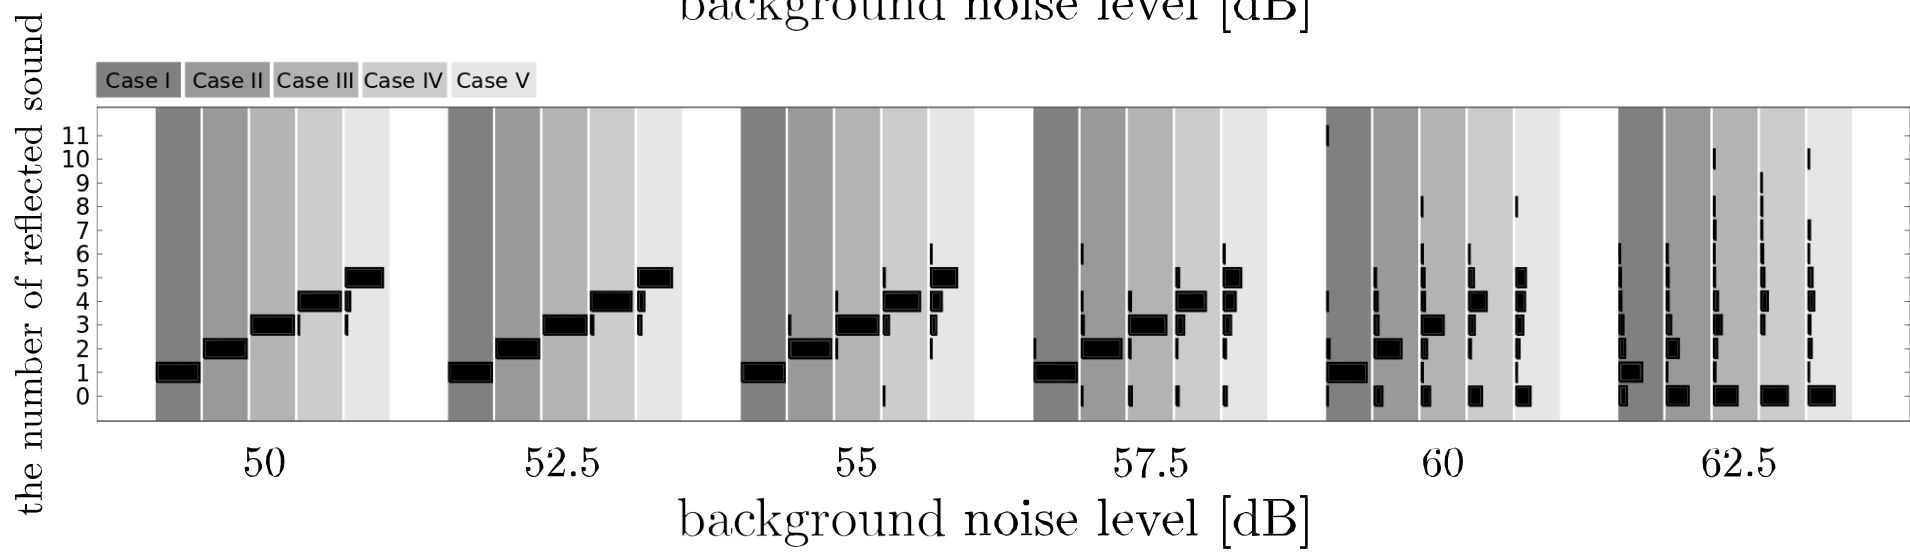 background noise level [dB]
the number of reflected sound
Case I Case II Case III Case IV Case V
11
10
9
8
7
6
5
4
3
2
1
0
50 52.5 55 57.5 60 62.5
background noise level [dB]